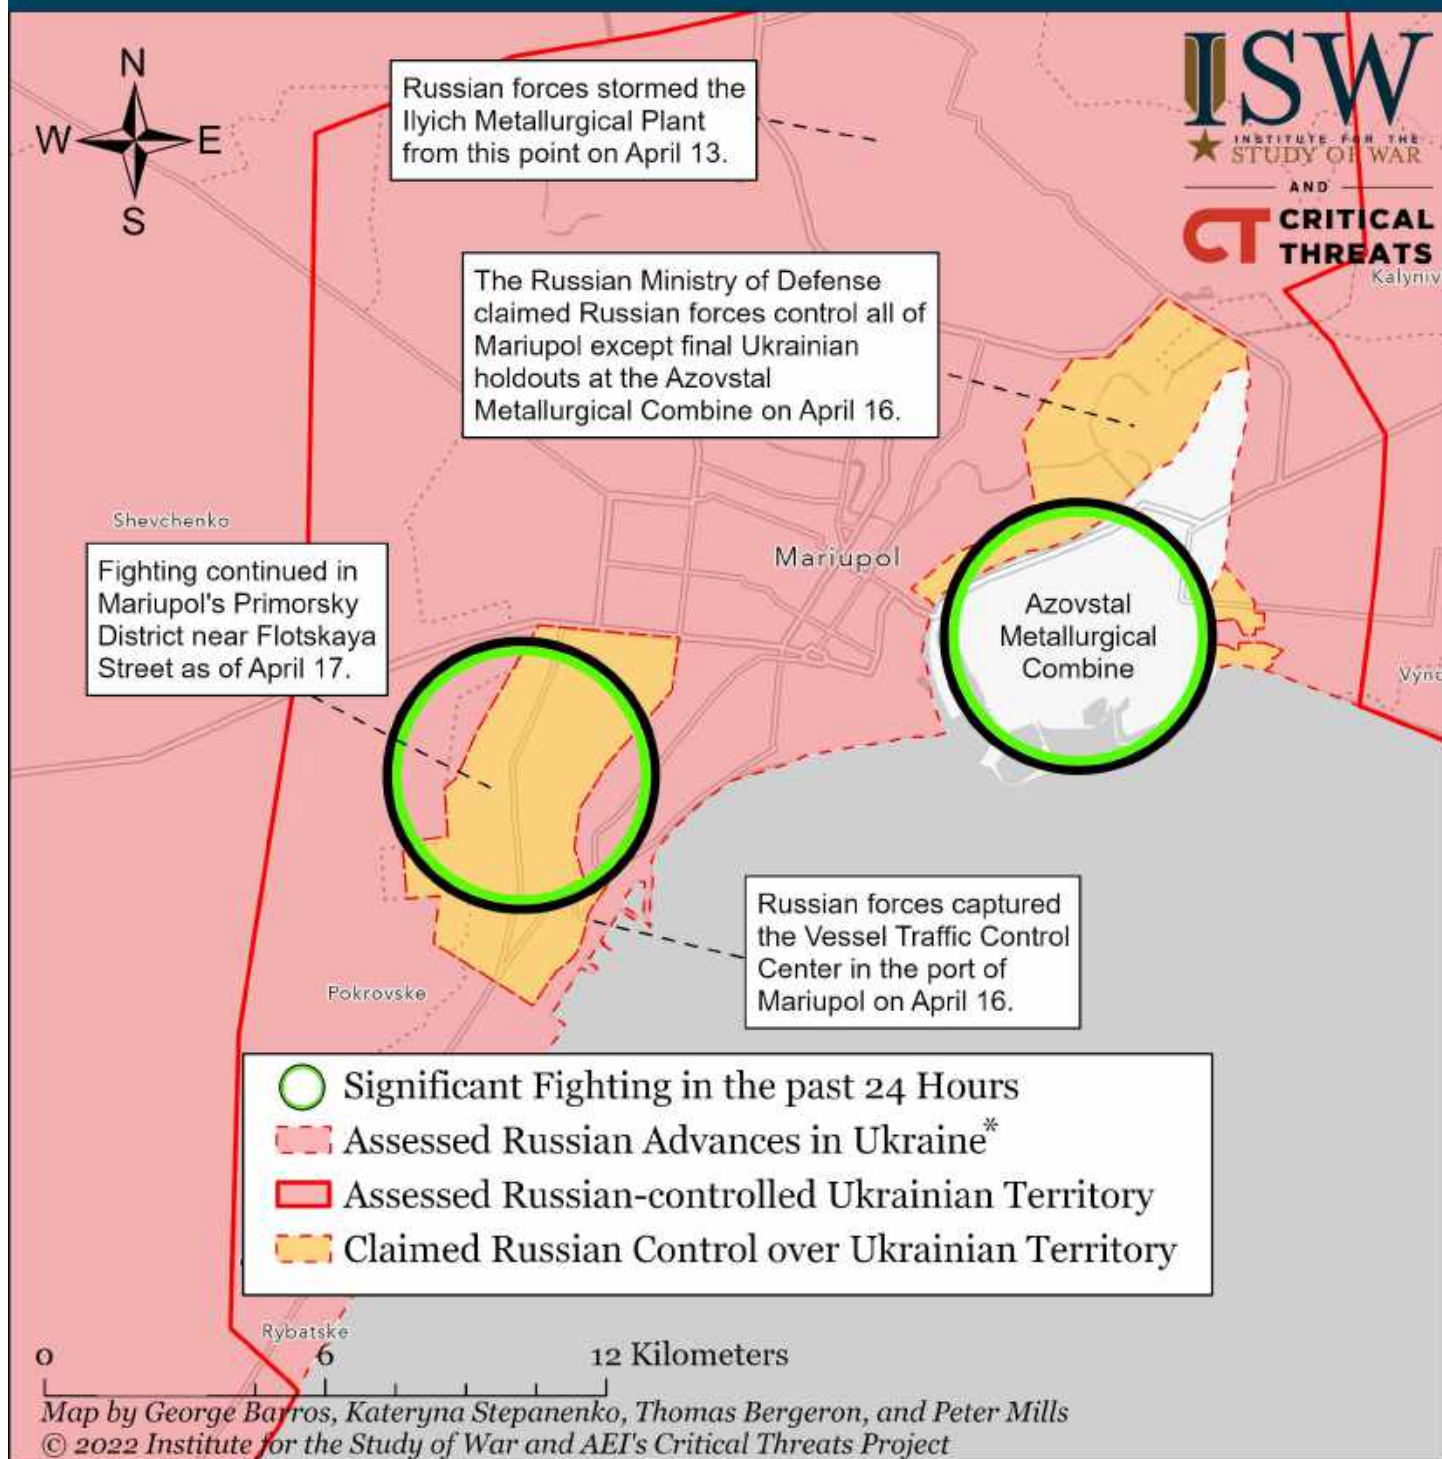 N
W E
S
Russian forces stormed the
Ilyich Metallurgical Plant
from this point on April 13.
ISW
INSTITUTE FOR THE
STUDY OF WAR
AND
CT CRITICAL
THREATS
Kalyniv
The Russian Ministry of Defense
claimed Russian forces control all of
Mariupol except final Ukrainian
holdouts at the Azovstal
Metallurgical Combine on April 16.
Shevchenko
Mariupol
Fighting continued in
Mariupol's Primorsky
District near Flotskaya
Street as of April 17.
Azovstal
Metallurgical
Combine
Vyno
Russian forces captured
the Vessel Traffic Control
Center in the port of
Mariupol on April 16.
Pokrovske
Significant Fighting in the past 24 Hours
Assessed Russian Advances in Ukraine*
Assessed Russian-controlled Ukrainian Territory
Claimed Russian Control over Ukrainian Territory
Rybatske
0 6 12 Kilometers
Map by George Barros, Kateryna Stepanenko, Thomas Bergeron, and Peter Mills
© 2022 Institute for the Study of War and AEI's Critical Threats Project